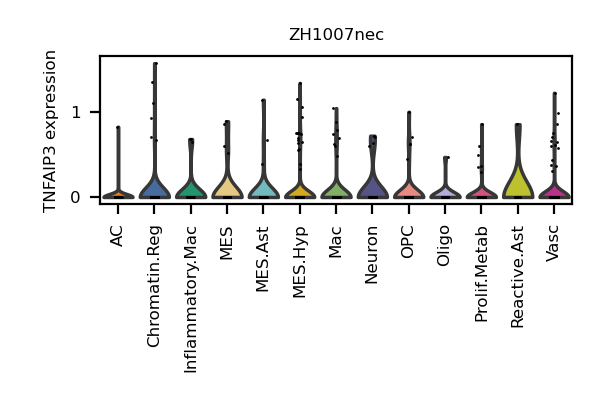 ZH1007nec
TNFAIP3 expression
1
0
AC
Chromatin.Reg
Inflammatory.Mac
MES
MES.Ast
MES.Hyp
Mac
Neuron
OPC
Oligo
Prolif.Metab
Reactive.Ast
Vasc